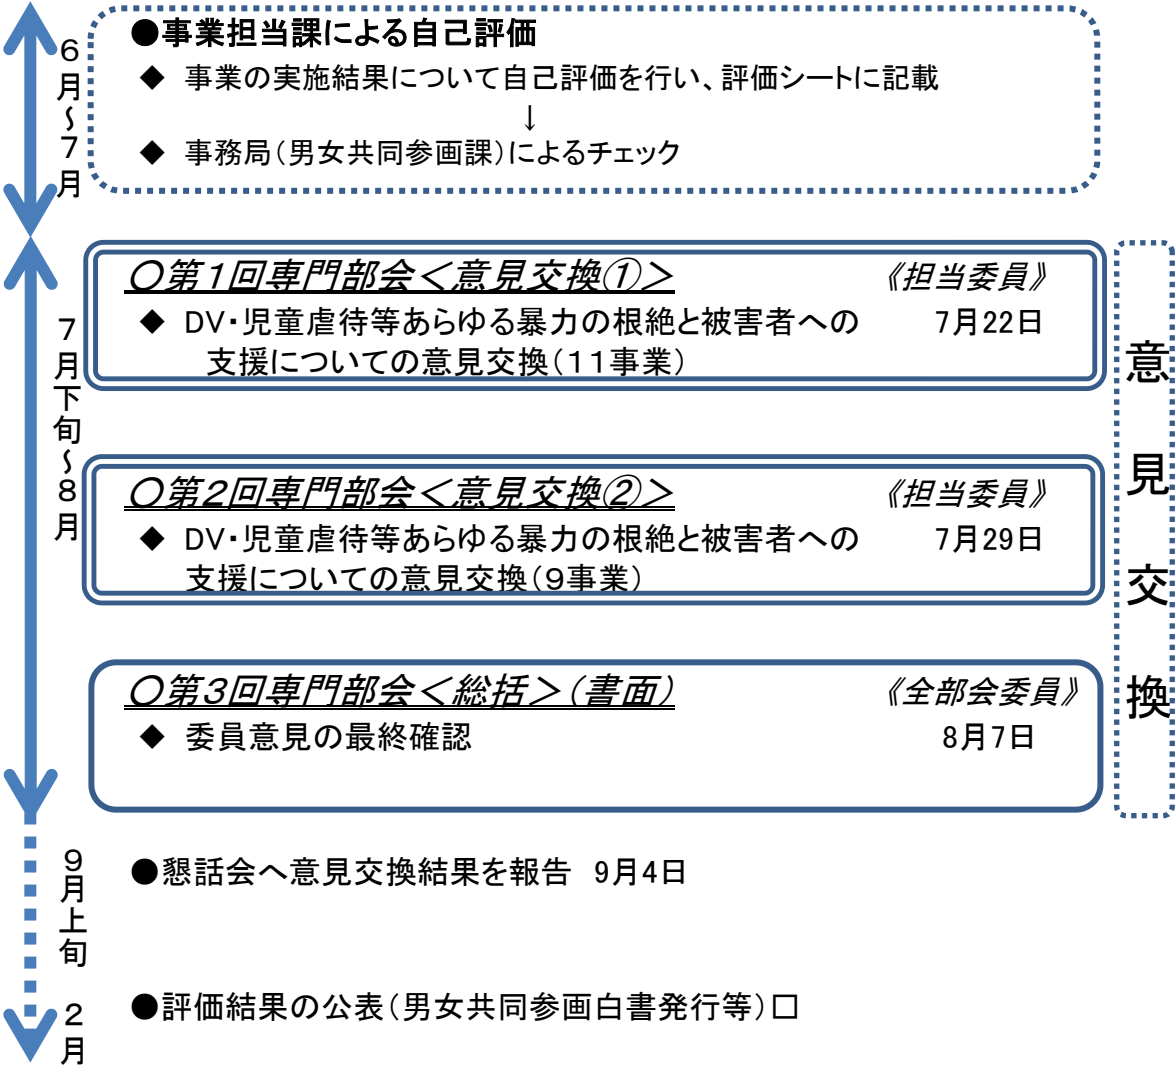 ６月～７月
●事業担当課による自己評価
◆ 事業の実施結果について自己評価を行い、評価シートに記載
↓
◆ 事務局（男女共同参画課）によるチェック
７月下旬～８月
〇第１回専門部会＜意見交換①＞ 《担当委員》
◆ DV・児童虐待等あらゆる暴力の根絶と被害者への 7月22日
支援についての意見交換（１１事業）
〇第２回専門部会＜意見交換②＞ 《担当委員》
◆ DV・児童虐待等あらゆる暴力の根絶と被害者への 7月29日
支援についての意見交換（９事業）
〇第３回専門部会＜総括＞（書面） 《全部会委員》
◆ 委員意見の最終確認 8月7日
意見交換
９月上旬
●懇話会へ意見交換結果を報告 9月4日
２月
●評価結果の公表（男女共同参画白書発行等）□